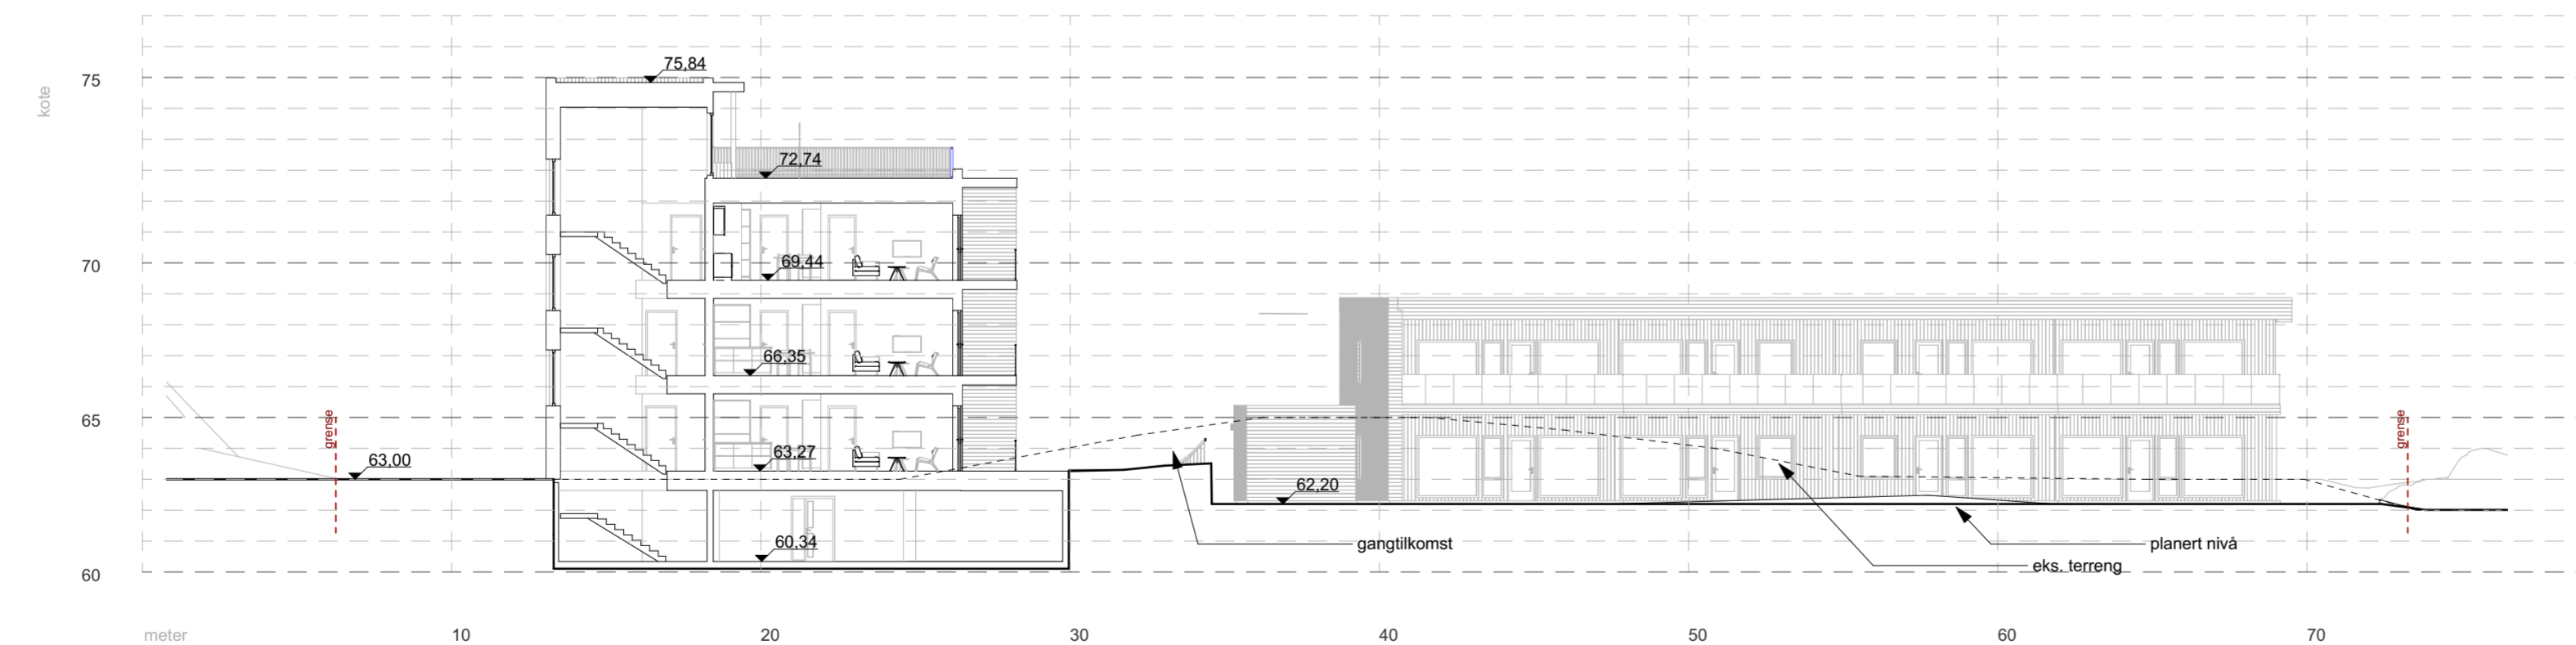 75,84
75
kote
72,74
70
69,44
66,35
65
grense
grense
63,00
63,27
62,20
60,34
gangtilkomst
planert nivå
eks. terreng
60
meter
10
20
30
40
50
60
70